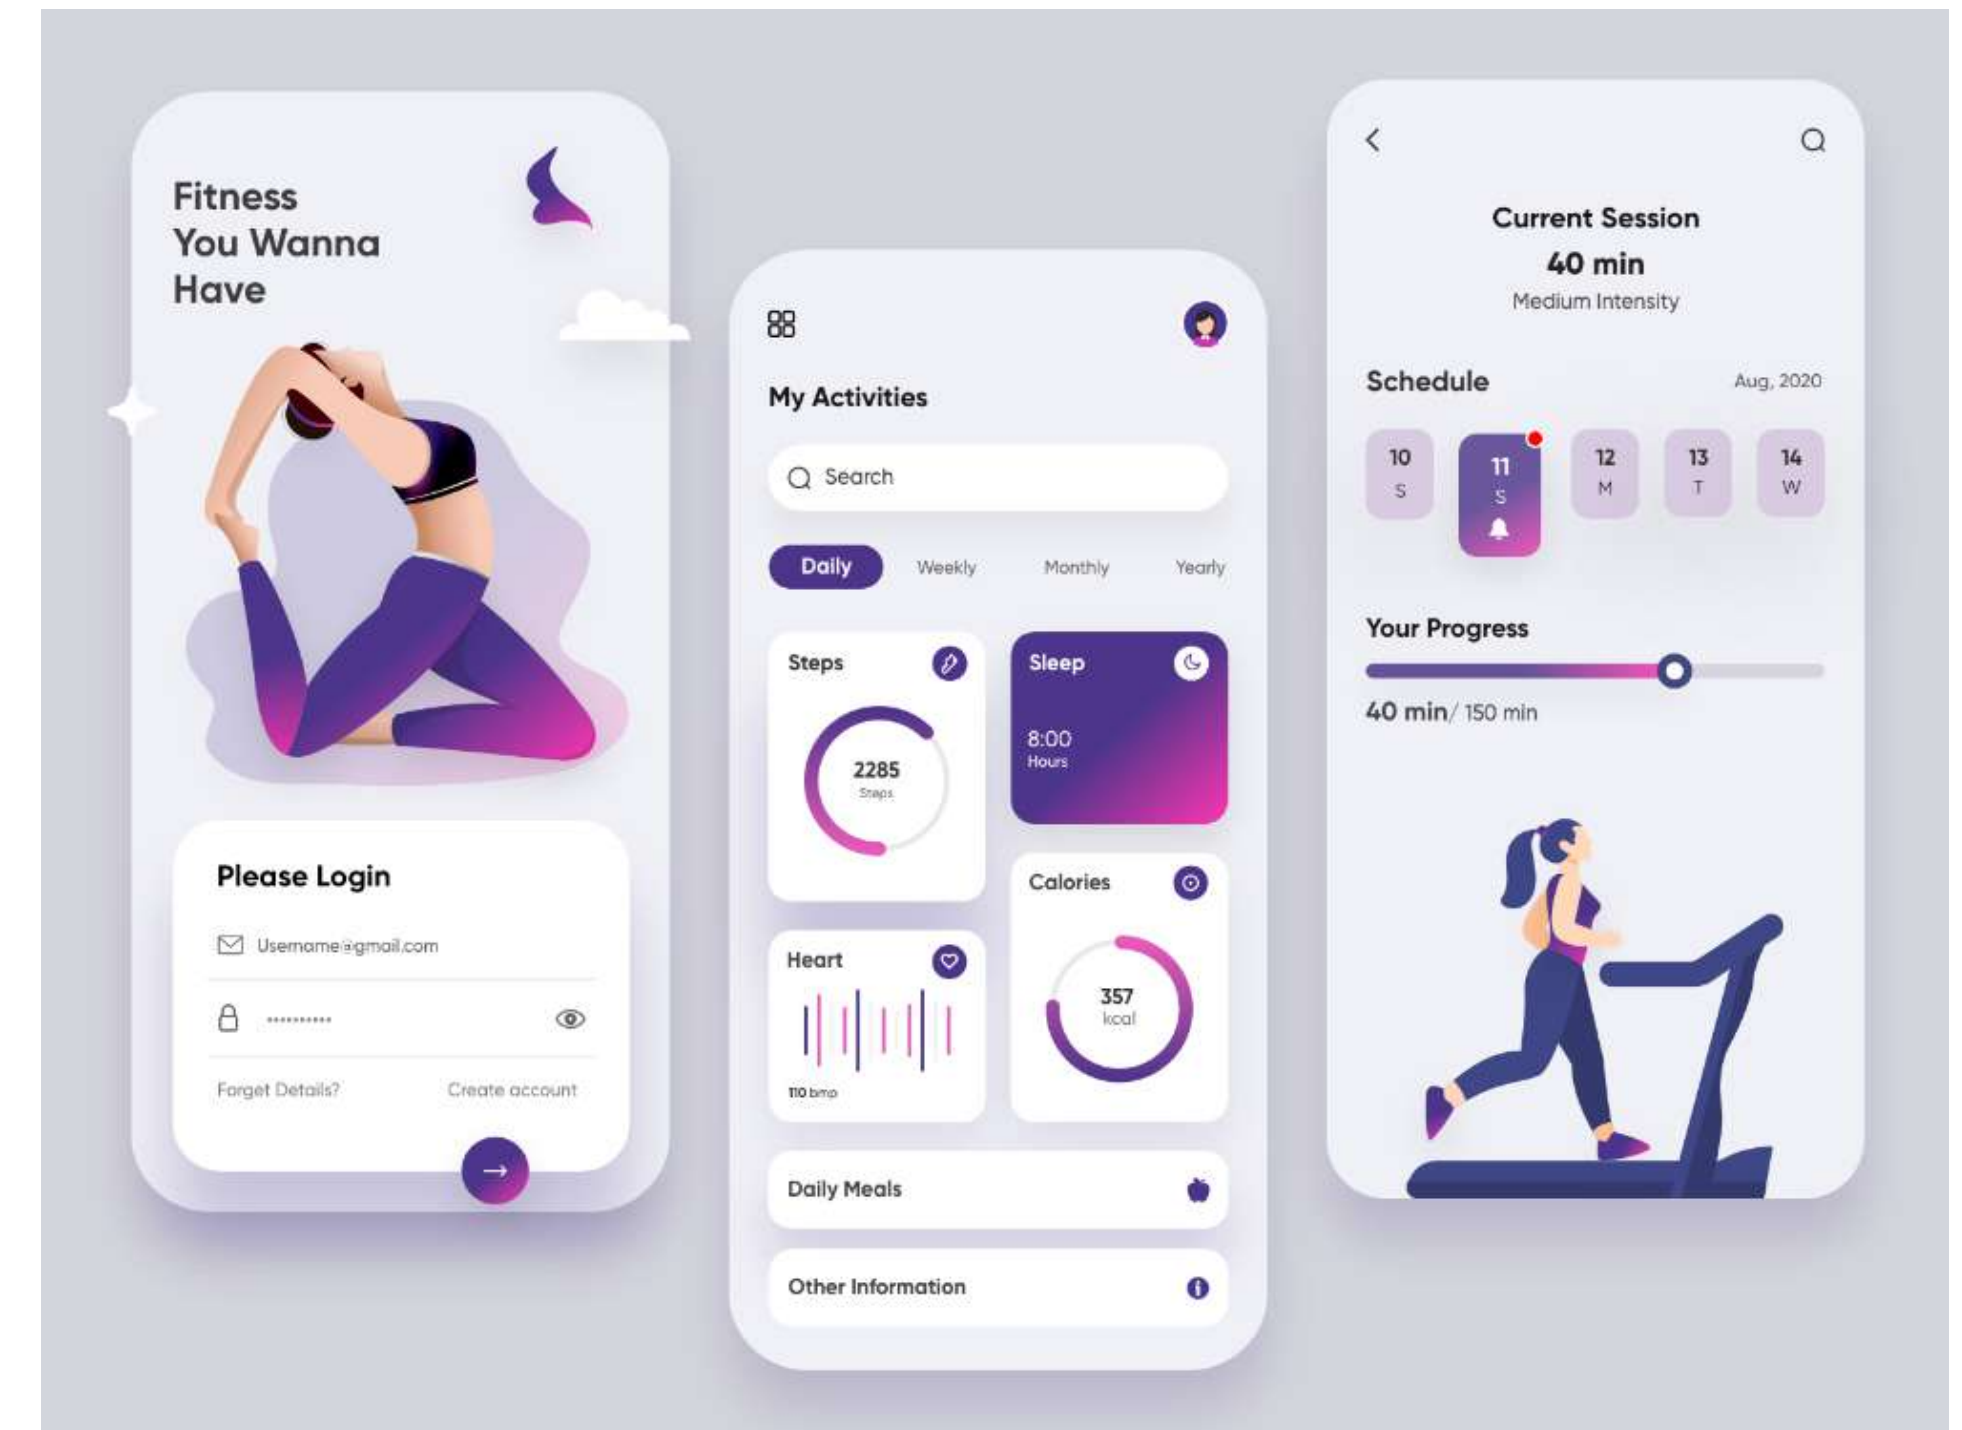 Fitness
You Wanna
Have
Please Login
Username@gmail.com
Forget Details?
Create account
My Activities
Search
Daily
Weekly
Monthly
Yearly
Steps
2285
Steps
Sleep
8:00
Hours
Heart
110 bmp
Calories
357
kcal
Daily Meals
Other Information
Current Session
40 min
Medium Intensity
Schedule
Aug, 2020
10
S
11
S
12
M
13
T
14
W
Your Progress
40 min/ 150 min